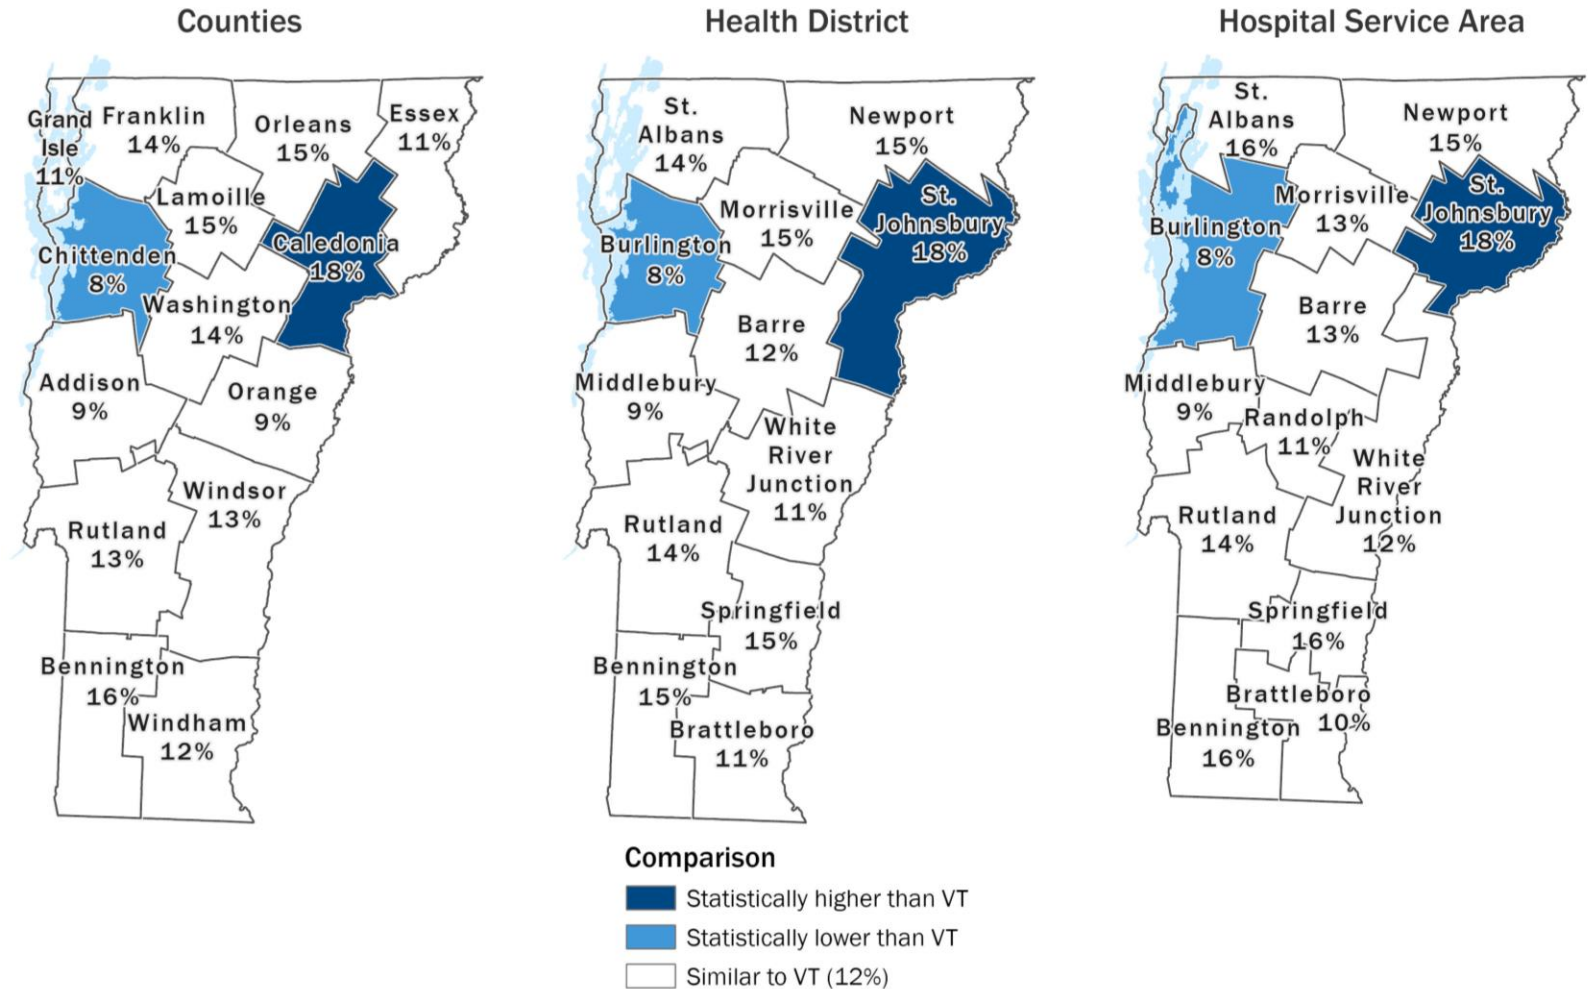 Counties
Grand
Isle
11%
Franklin
14%
Orleans
15%
Essex
11%
Lamoille
15%
Caledonia
18%
Chittenden
8%
Washington
14%
Addison
9%
Orange
9%
Windsor
13%
Rutland
13%
Bennington
16%
Windham
12%
Health District
St.
Albans
14%
Newport
15%
Morrisville
15%
St.
Johnsbury
18%
Burlington
8%
Barre
12%
Middlebury
9%
White
River
Junction
11%
Rutland
14%
Springfield
15%
Bennington
15%
Brattleboro
11%
Hospital Service Area
St.
Albans
16%
Newport
15%
Morrisville
13%
St.
Johnsbury
18%
Burlington
8%
Barre
13%
Middlebury
9%
Randolph
11%
White
River
Junction
12%
Rutland
14%
Springfield
16%
Brattleboro
10%
Bennington
16%
Comparison
Statistically higher than VT
Statistically lower than VT
Similar to VT (12%)